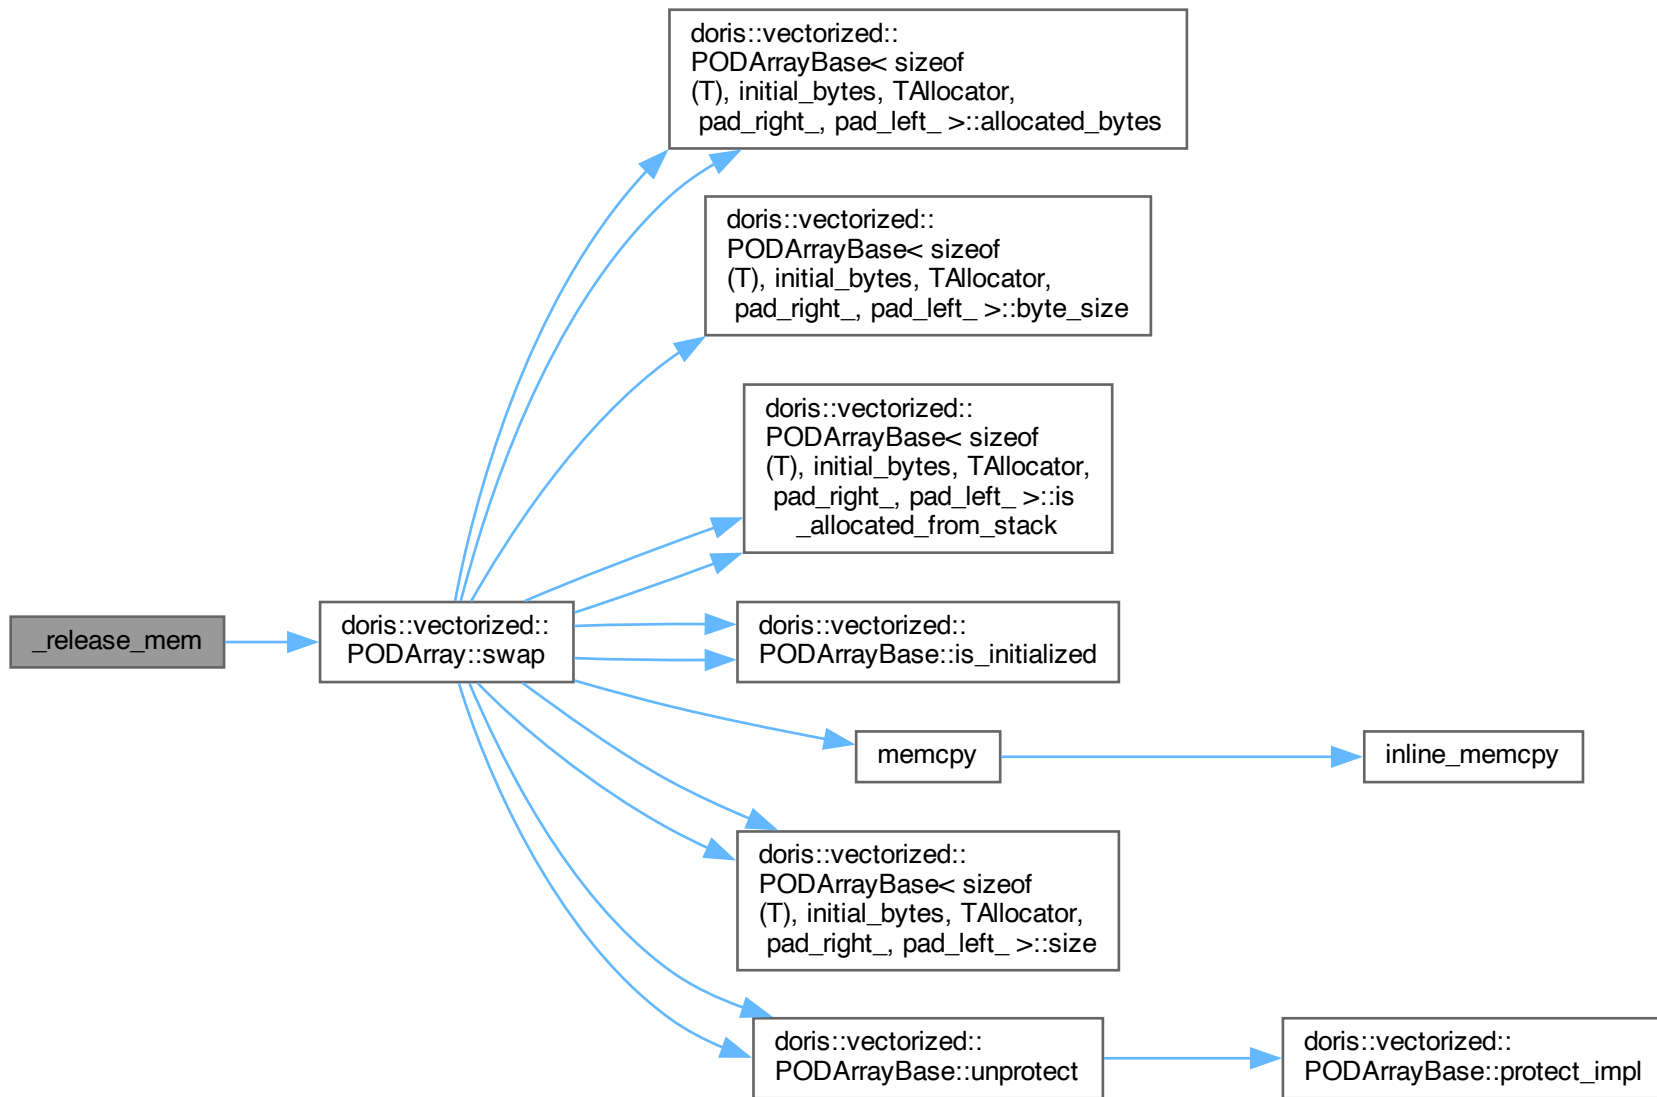 doris::vectorized::
PODArrayBase< sizeof
(T), initial_bytes, TAllocator,
pad_right_, pad_left_ >::allocated_bytes
doris::vectorized::
PODArrayBase< sizeof
(T), initial_bytes, TAllocator,
pad_right_, pad_left_ >::byte_size
doris::vectorized::
PODArrayBase< sizeof
(T), initial_bytes, TAllocator,
pad_right_, pad_left_ >::is
_allocated_from_stack
_release_mem
doris::vectorized::
PODArray::swap
doris::vectorized::
PODArrayBase::is_initialized
memcpy
inline_memcpy
doris::vectorized::
PODArrayBase< sizeof
(T), initial_bytes, TAllocator,
pad_right_, pad_left_ >::size
doris::vectorized::
PODArrayBase::unprotect
doris::vectorized::
PODArrayBase::protect_impl